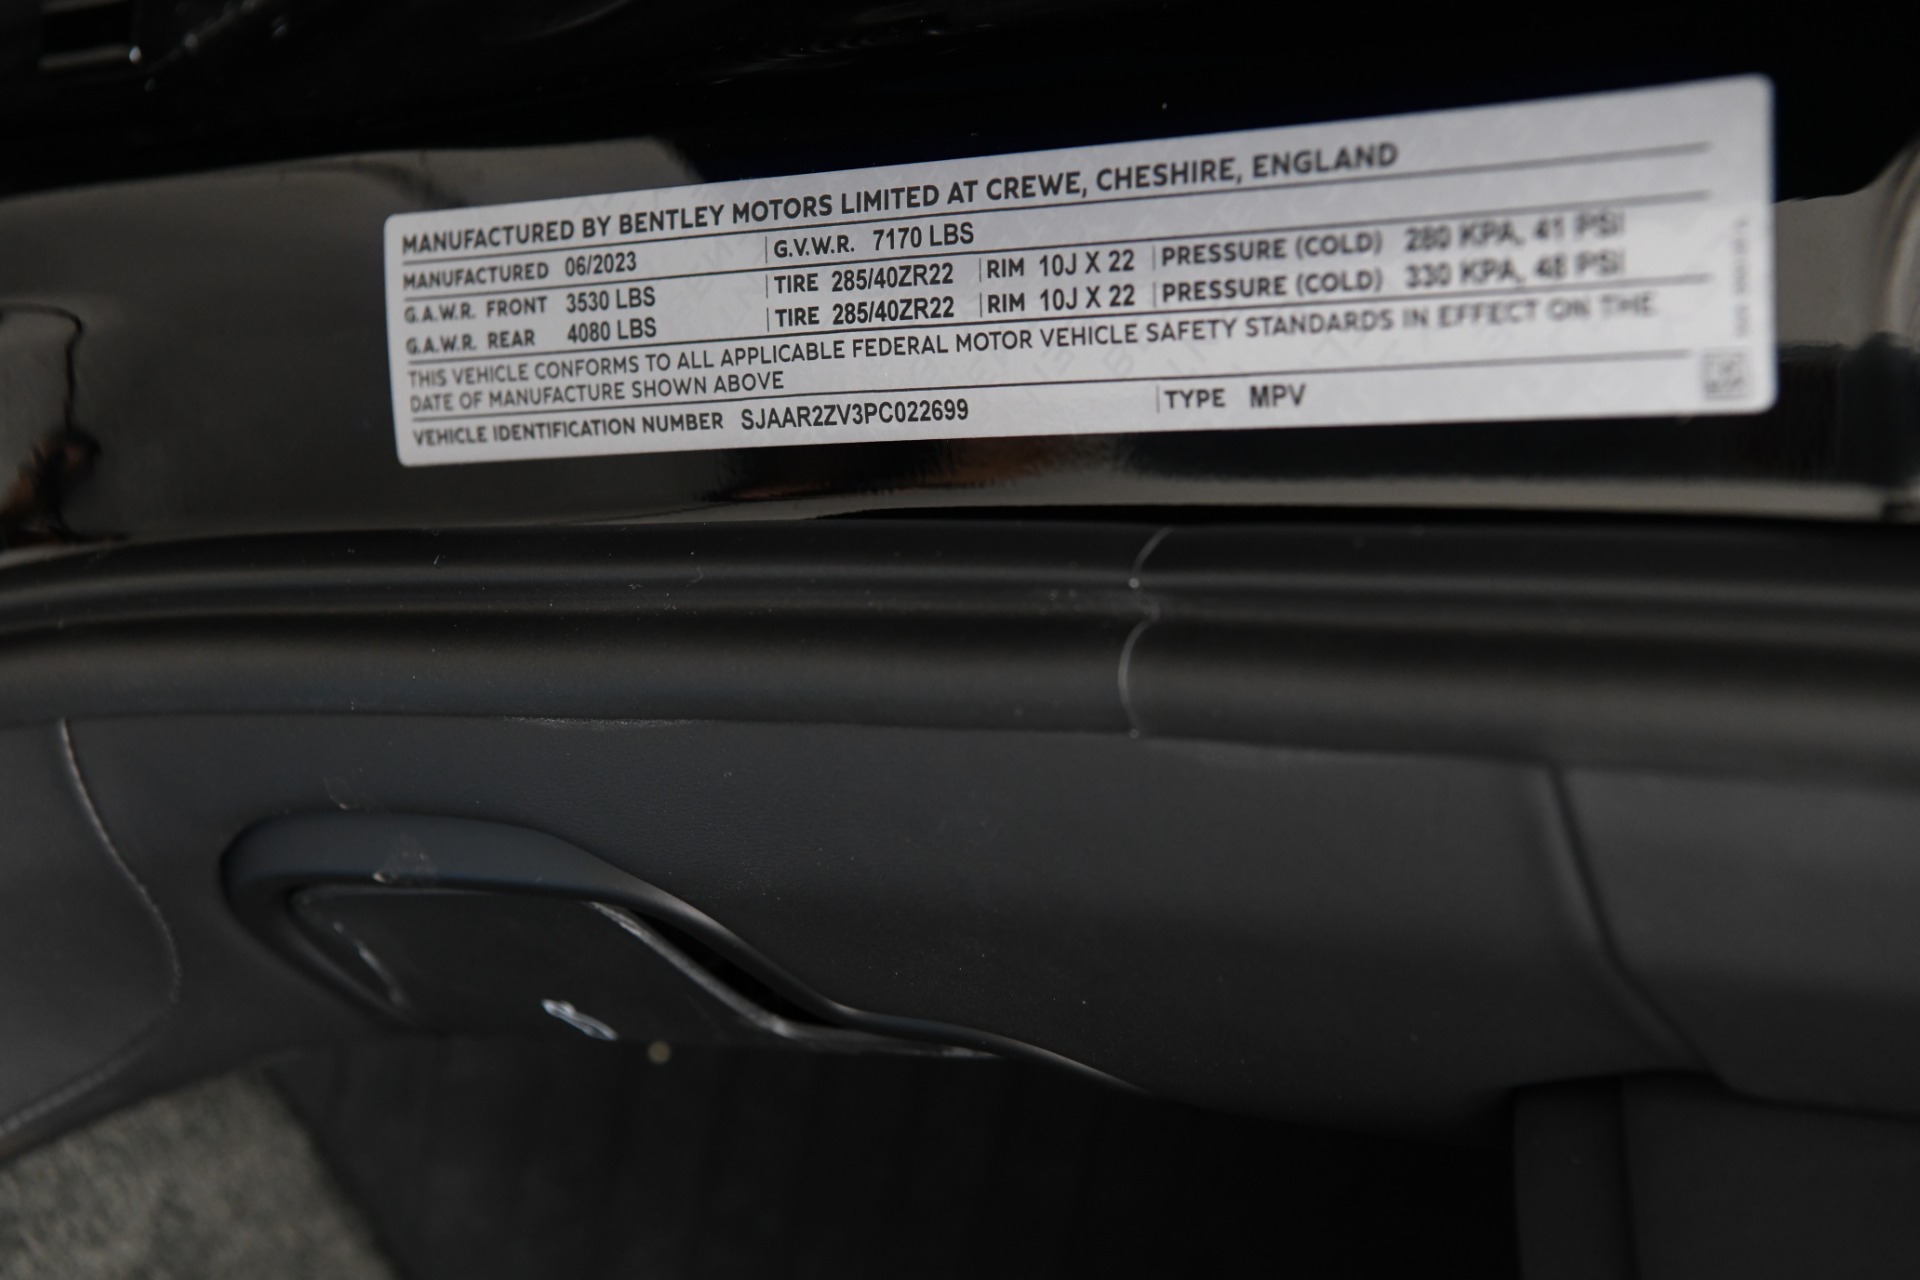 MANUFACTURED BY BENTLEY MOTORS LIMITED AT CREWE, CHESHIRE, ENGLAND
MANUFACTURED 06/2023 G.V.W.R. 7170 LBS
G.A.W.R. FRONT 3530 LBS TIRE 285/40ZR22 RIM 10J X 22 PRESSURE (COLD) 280 KPA, 41 PSI
G.A.W.R. REAR 4080 LBS TIRE 285/40ZR22 RIM 10J X 22 PRESSURE (COLD) 330 KPA, 48 PSI
THIS VEHICLE CONFORMS TO ALL APPLICABLE FEDERAL MOTOR VEHICLE SAFETY STANDARDS IN EFFECT ON THE
DATE OF MANUFACTURE SHOWN ABOVE
VEHICLE IDENTIFICATION NUMBER SJAAR2ZV3PC022699 TYPE MPV